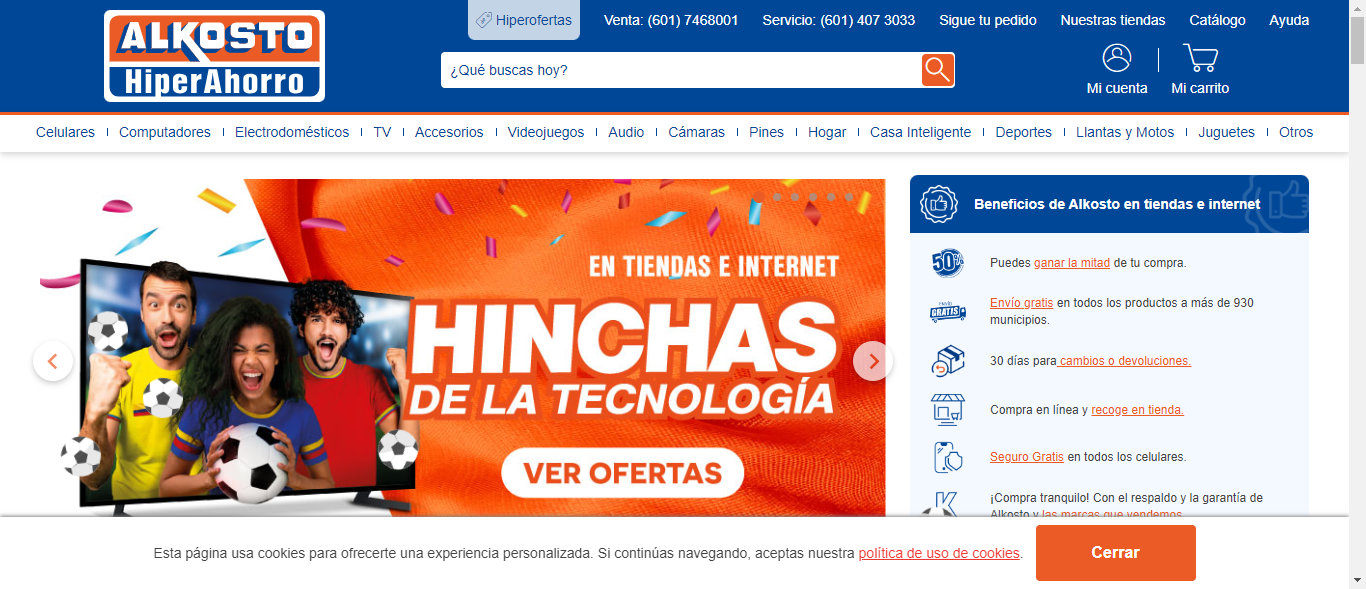 ALKOSTO
HiperAhorro
Hiperofertas
Venta: (601) 7468001
Servicio: (601) 407 3033
Sigue tu pedido
Nuestras tiendas
Catálogo
Ayuda
¿Qué buscas hoy?
Mi cuenta
Mi carrito
Celulares
Computadores
Electrodomésticos
TV
Accesorios
Videojuegos
Audio
Cámaras
Pines
Hogar
Casa Inteligente
Deportes
Llantas y Motos
Juguetes
Otros
EN TIENDAS E INTERNET
HINCHAS
DE LA TECNOLOGÍA
VER OFERTAS
Beneficios de Alkosto en tiendas e internet
50%
Puedes ganar la mitad de tu compra.
ENVÍO
GRATIS
Envío gratis en todos los productos a más de 930
municipios.
30 días para cambios o devoluciones.
Compra en línea y recoge en tienda.
Seguro Gratis en todos los celulares.
K
¡Compra tranquilo! Con el respaldo y la garantía de
Alkosto y las marcas que vendemos.
Esta página usa cookies para ofrecerte una experiencia personalizada. Si continúas navegando, aceptas nuestra política de uso de cookies.
Cerrar